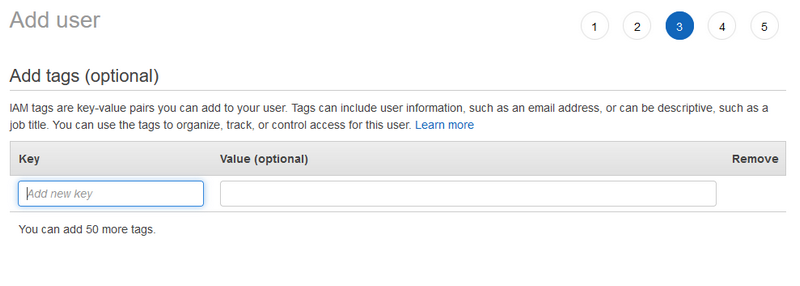 Add user
1 2 3 4 5
Add tags (optional)
IAM tags are key-value pairs you can add to your user. Tags can include user information, such as an email address, or can be descriptive, such as a
job title. You can use the tags to organize, track, or control access for this user. Learn more
Key Value (optional) Remove
Add new key
You can add 50 more tags.